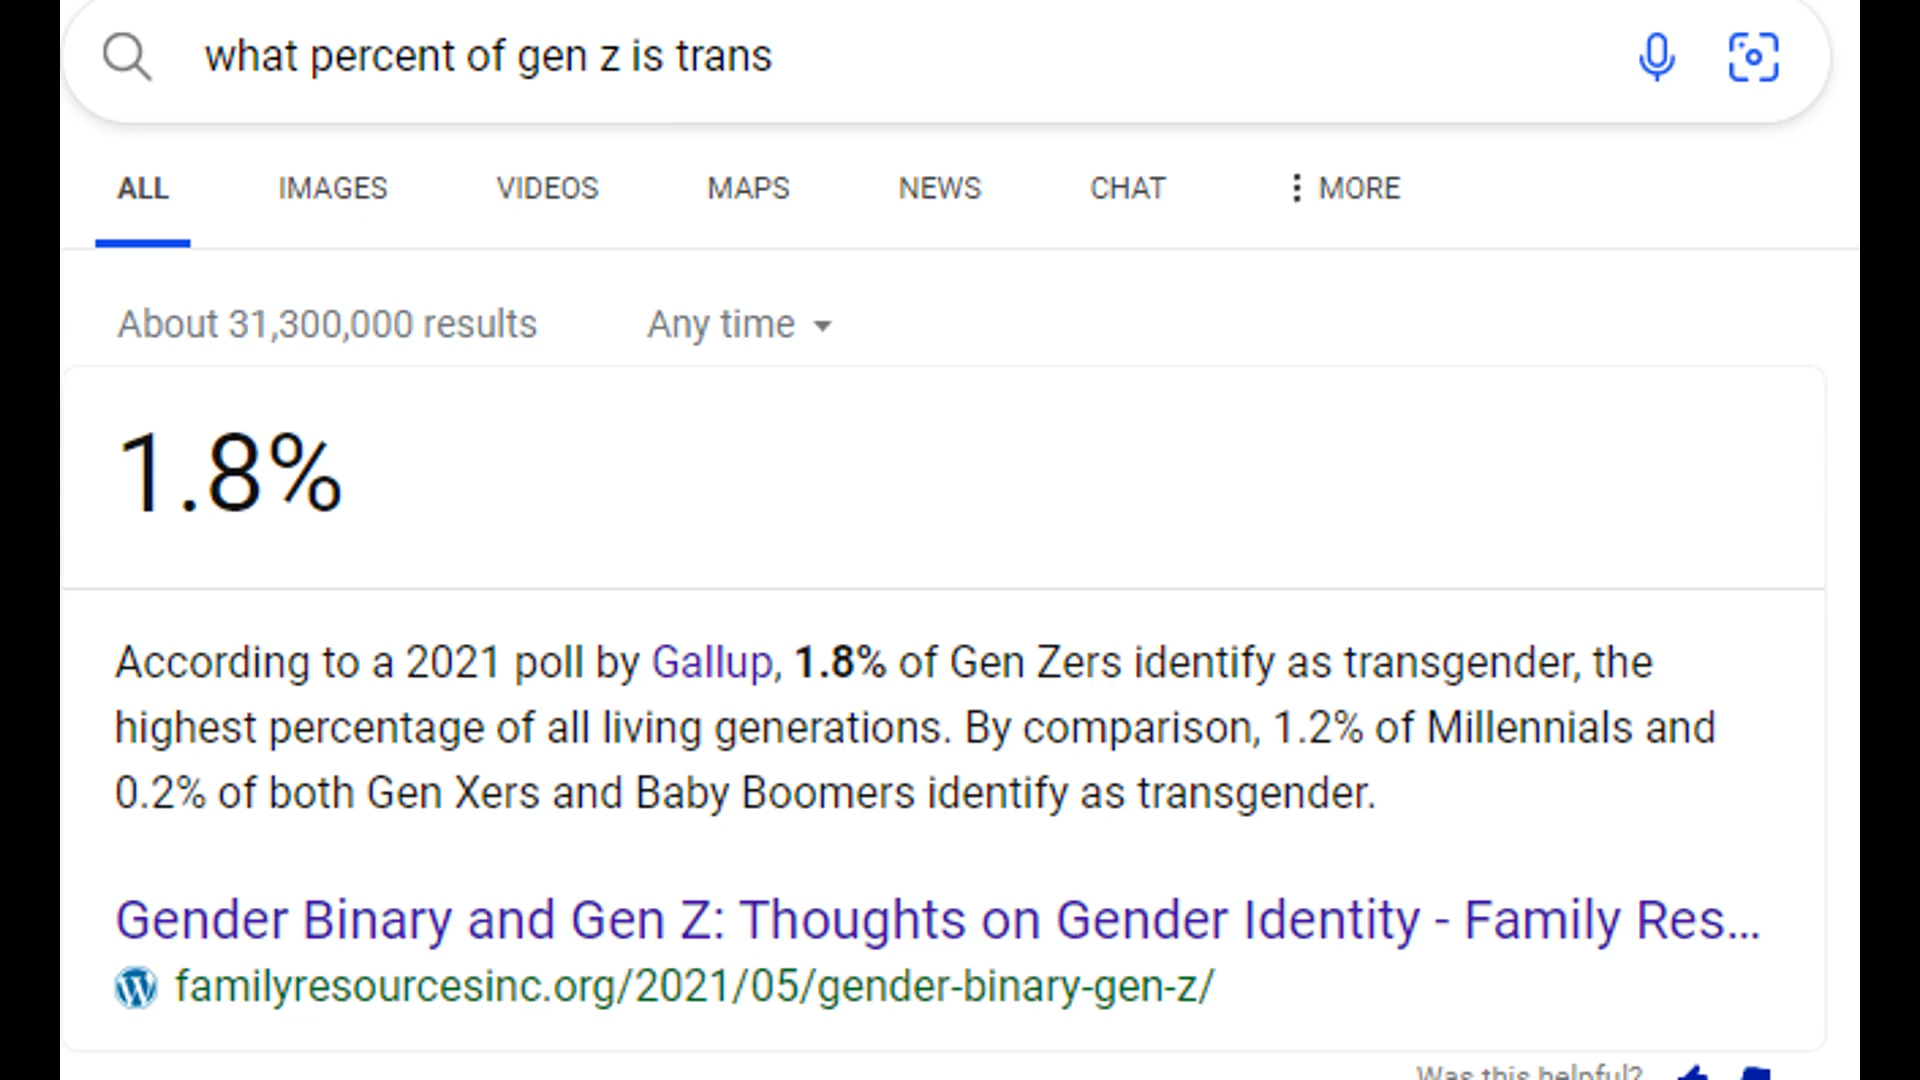 what percent of gen z is trans
ALL IMAGES VIDEOS MAPS NEWS CHAT MORE
About 31,300,000 results Any time
1.8%
According to a 2021 poll by Gallup, 1.8% of Gen Zers identify as transgender, the
highest percentage of all living generations. By comparison, 1.2% of Millennials and
0.2% of both Gen Xers and Baby Boomers identify as transgender.
Gender Binary and Gen Z: Thoughts on Gender Identity - Family Res...
familyresourcesinc.org/2021/05/gender-binary-gen-z/
Was this helpful?